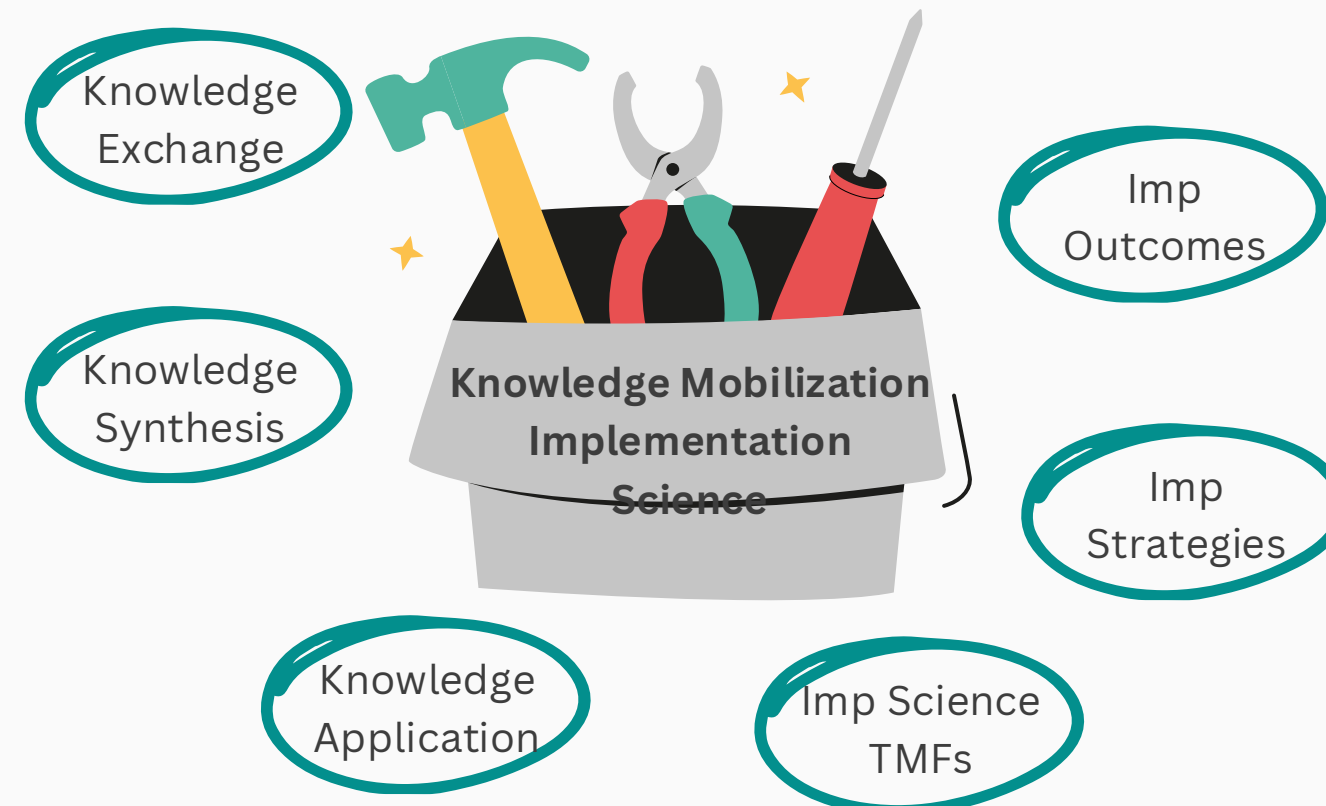 Knowledge
Exchange
Imp
Outcomes
Knowledge
Synthesis
Knowledge Mobilization
Implementation
Science
Imp
Strategies
Knowledge
Application
Imp Science
TMFs